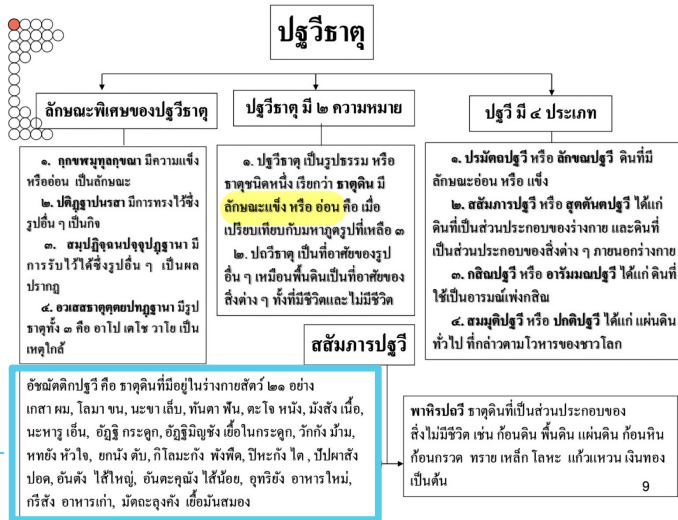 ปฐวีธาตุ
ลักษณะพิเศษของปฐวีธาตุ
๑. กกฺขฬมุทุลกฺขณา มีความแข็ง
หรืออ่อน เป็นลักษณะ
๒. ปติฏฺฐาปนรสา มีการทรงไว้ซึ่ง
รูปอื่น ๆ เป็นกิจ
๓. สมฺปฏิจฺฉนปจฺจุปฏฺฐานา มี
การรับไว้ได้ซึ่งรูปอื่น ๆ เป็นผล
ปรากฏ
๔. อวเสสธาตุตฺตยปทฏฺฐานา มีรูป
ธาตุทั้ง ๓ คือ อาโป เตโช วาโย เป็น
เหตุใกล้
ปฐวีธาตุ มี ๒ ความหมาย
๑. ปฐวีธาตุ เป็นรูปธรรม หรือ
ธาตุชนิดหนึ่ง เรียกว่า ธาตุดิน มี
ลักษณะแข็ง หรือ อ่อน คือ เมื่อ
เปรียบเทียบกับมหาภูตรูปที่เหลือ ๓
๒. ปถวีธาตุ เป็นที่อาศัยของรูป
อื่น ๆ เหมือนพื้นดินเป็นที่อาศัยของ
สิ่งต่าง ๆ ทั้งที่มีชีวิตและไม่มีชีวิต
ปฐวี มี ๔ ประเภท
๑. ปรมัตถปฐวี หรือ ลักขณปฐวี ดินที่มี
ลักษณะอ่อน หรือ แข็ง
๒. สสัมภารปฐวี หรือ สุตตันตปฐวี ได้แก่
ดินที่เป็นส่วนประกอบของร่างกาย และดินที่
เป็นส่วนประกอบของสิ่งต่าง ๆ ภายนอกร่างกาย
๓. กสิณปฐวี หรือ อารัมมณปฐวี ได้แก่ ดินที่
ใช้เป็นอารมณ์เพ่งกสิณ
๔. สมมุติปฐวี หรือ ปกติปฐวี ได้แก่ แผ่นดิน
ทั่วไป ที่กล่าวตามโวหารของชาวโลก
สสัมภารปฐวี
อัชฌัตติกปฐวี คือ ธาตุดินที่มีอยู่ในร่างกายสัตว์ ๒๑ อย่าง
เกสา ผม, โลมา ขน, นะขา เล็บ, ทันตา ฟัน, ตะโจ หนัง, มังสัง เนื้อ,
นะหารู เอ็น, อัฏฐิ กระดูก, อัฏฐิมิญชัง เยื่อในกระดูก, วักกัง ม้าม,
หทยัง หัวใจ, ยกนัง ตับ, กิโลมะกัง พังผืด, ปิหะกัง ไต , ปัปผาสัง
ปอด, อันตัง ไส้ใหญ่, อันตะคุณัง ไส้น้อย, อุทริยัง อาหารใหม่,
กรีสัง อาหารเก่า, มัตถะลุงคัง เยื่อมันสมอง
พาหิรปถวี ธาตุดินที่เป็นส่วนประกอบของ
สิ่งไม่มีชีวิต เช่น ก้อนดิน พื้นดิน แผ่นดิน ก้อนหิน
ก้อนกรวด ทราย เหล็ก โลหะ แก้วแหวน เงินทอง
เป็นต้น
9